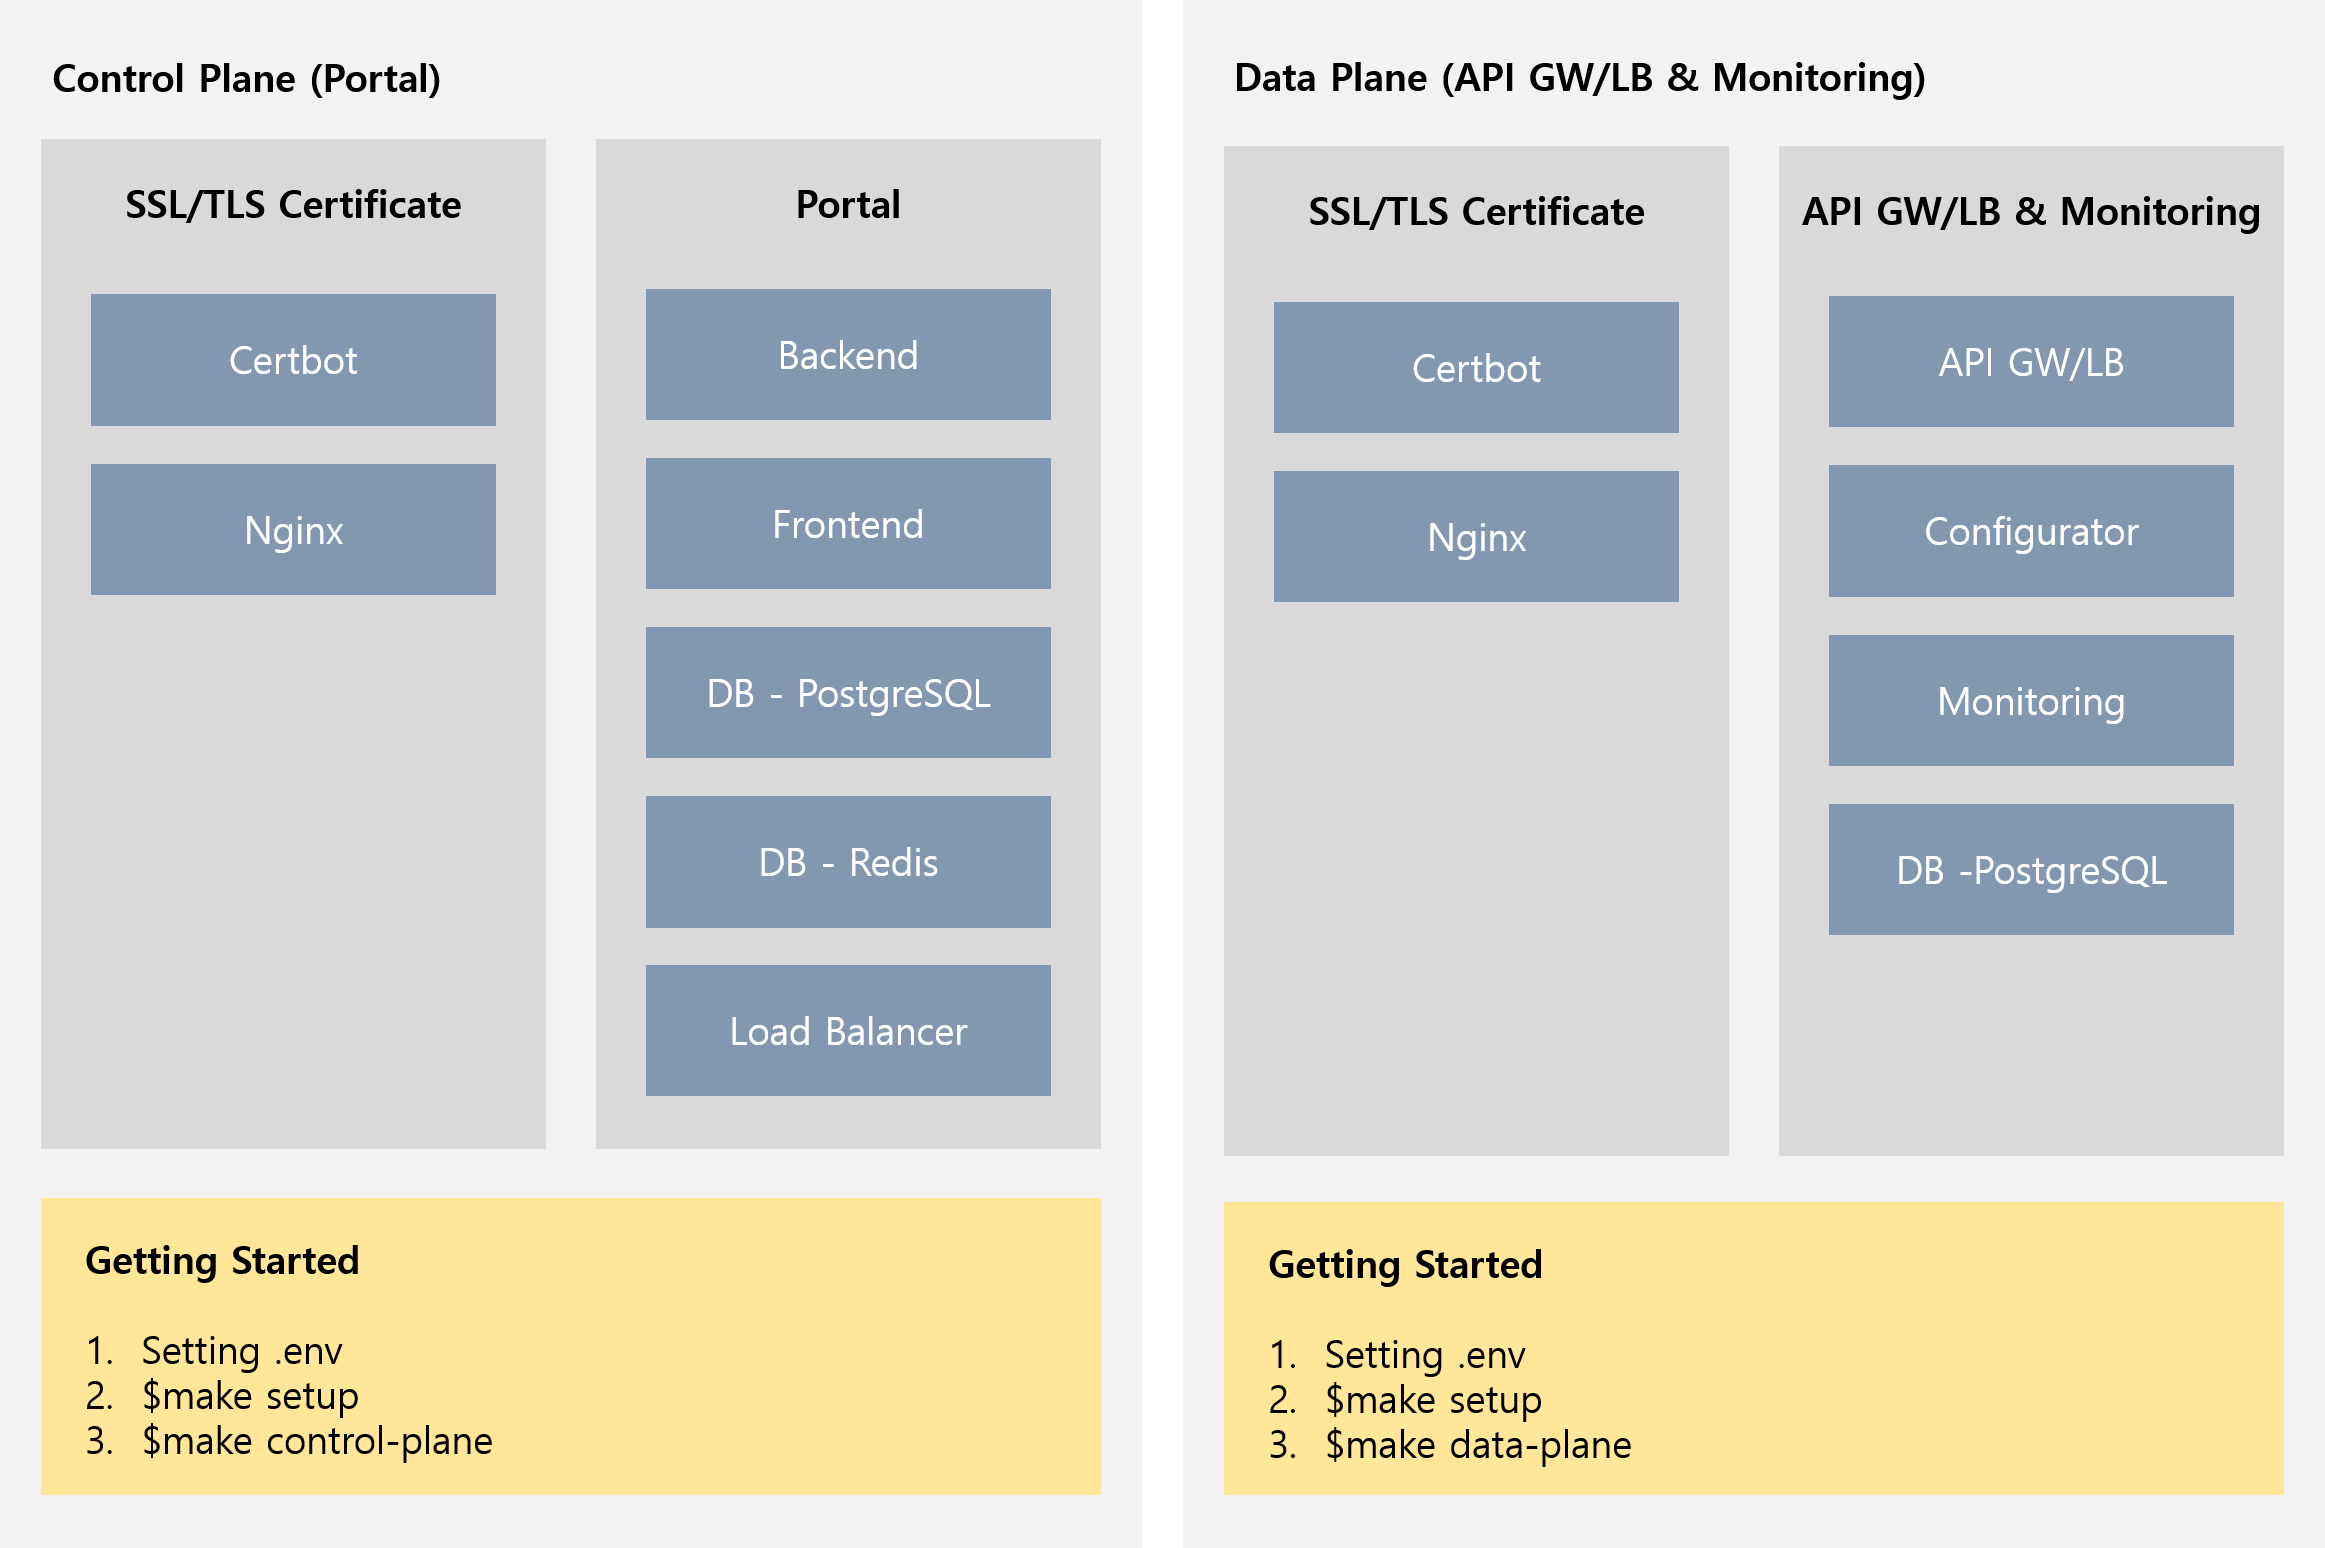 Control Plane (Portal)
SSL/TLS Certificate
Certbot
Nginx
Portal
Backend
Frontend
DB - PostgreSQL
DB - Redis
Load Balancer
Getting Started
1. Setting .env
2. $make setup
3. $make control-plane
Data Plane (API GW/LB & Monitoring)
SSL/TLS Certificate
Certbot
Nginx
API GW/LB & Monitoring
API GW/LB
Configurator
Monitoring
DB -PostgreSQL
Getting Started
1. Setting .env
2. $make setup
3. $make data-plane